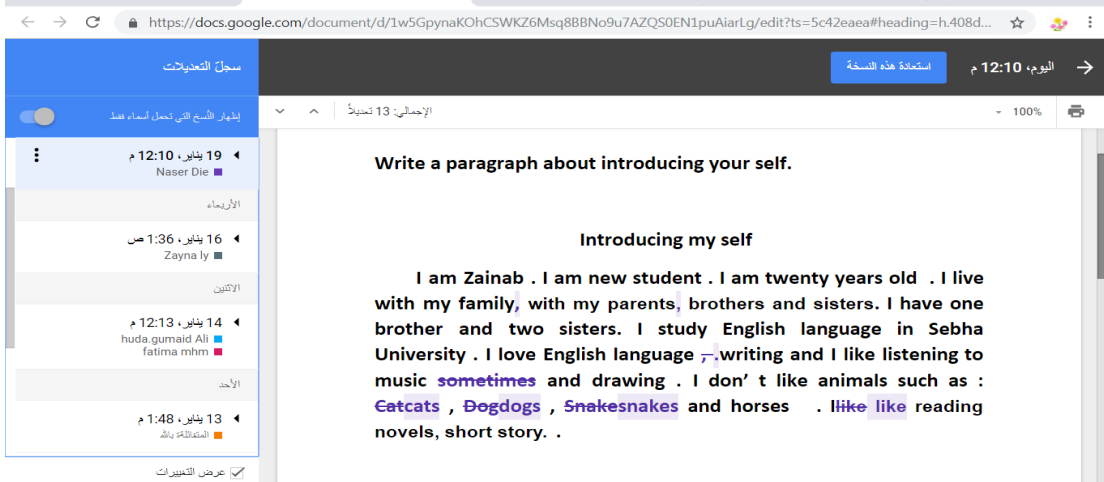 https://docs.google.com/document/d/1w5GpynaKOhCSWKZ6Msq8BBNo9u7AZQS0EN1puAiarLg/edit?ts=5c42eaea#heading=h.408d...
سجلّ التعديلات
استعادة هذه النسخة
اليوم، 12:10 م
إظهار النُسخ التي تحمل أسماء فقط
الإجمالي: 13 تعديلاً
100%
19 يناير، 12:10 م
Naser Die
الأربعاء
16 يناير، 1:36 ص
Zayna ly
الاثنين
14 يناير، 12:13 م
huda.gumaid Ali
fatima mhm
الأحد
13 يناير، 1:48 م
المتفائلة بالله
عرض التغييرات
Write a paragraph about introducing your self.
Introducing my self
I am Zainab . I am new student . I am twenty years old . I live
with my family, with my parents, brothers and sisters. I have one
brother and two sisters. I study English language in Sebha
University . I love English language , .writing and I like listening to
music sometimes and drawing . I don' t like animals such as :
Catcats , Dogdogs , Snakesnakes and horses . Ilike like reading
novels, short story. .